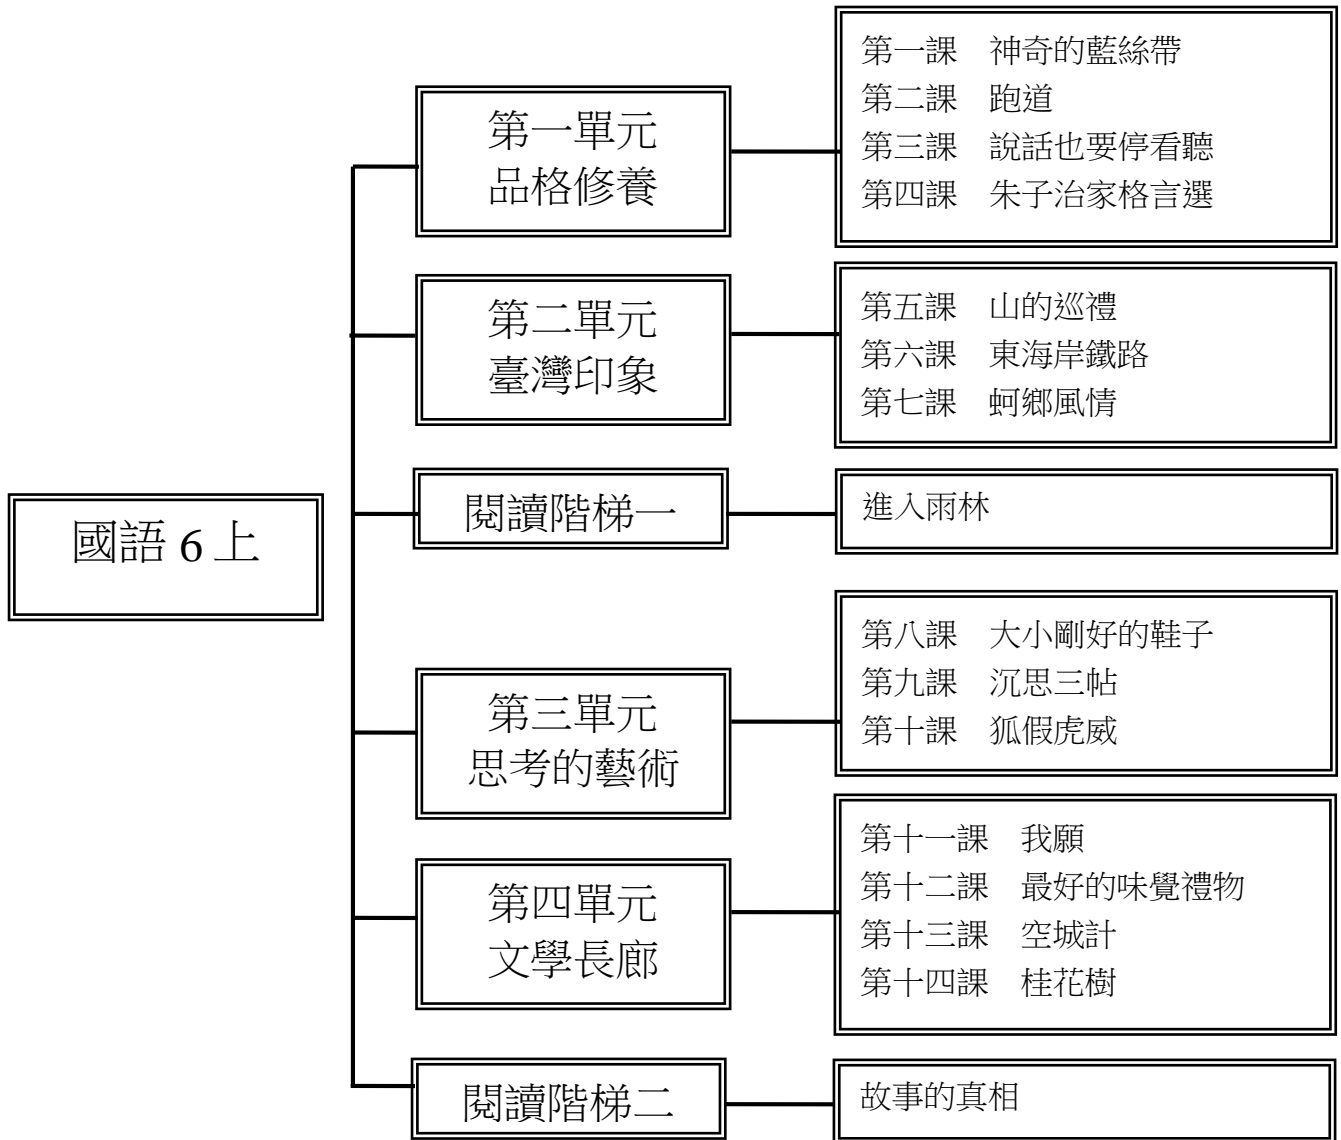 國語 6 上
第一單元
品格修養
第一課　神奇的藍絲帶
第二課　跑道
第三課　說話也要停看聽
第四課　朱子治家格言選
第二單元
臺灣印象
第五課　山的巡禮
第六課　東海岸鐵路
第七課　蚵鄉風情
閱讀階梯一
進入雨林
第三單元
思考的藝術
第八課　大小剛好的鞋子
第九課　沉思三帖
第十課　狐假虎威
第四單元
文學長廊
第十一課　我願
第十二課　最好的味覺禮物
第十三課　空城計
第十四課　桂花樹
閱讀階梯二
故事的真相